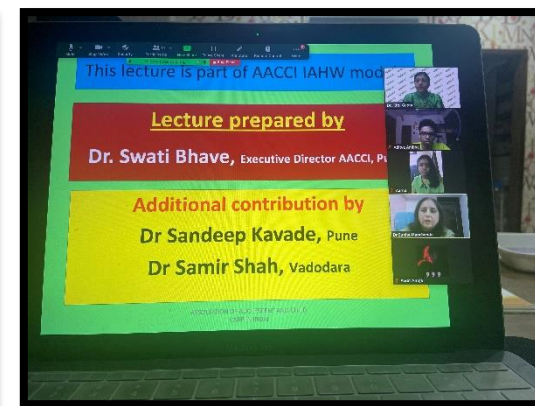 This lecture is part of AACCI IAHW mod
Lecture prepared by
Dr. Swati Bhave, Executive Director AACCI, Pu
Additional contribution by
Dr Sandeep Kavade, Pune
Dr Samir Shah, Vadodara